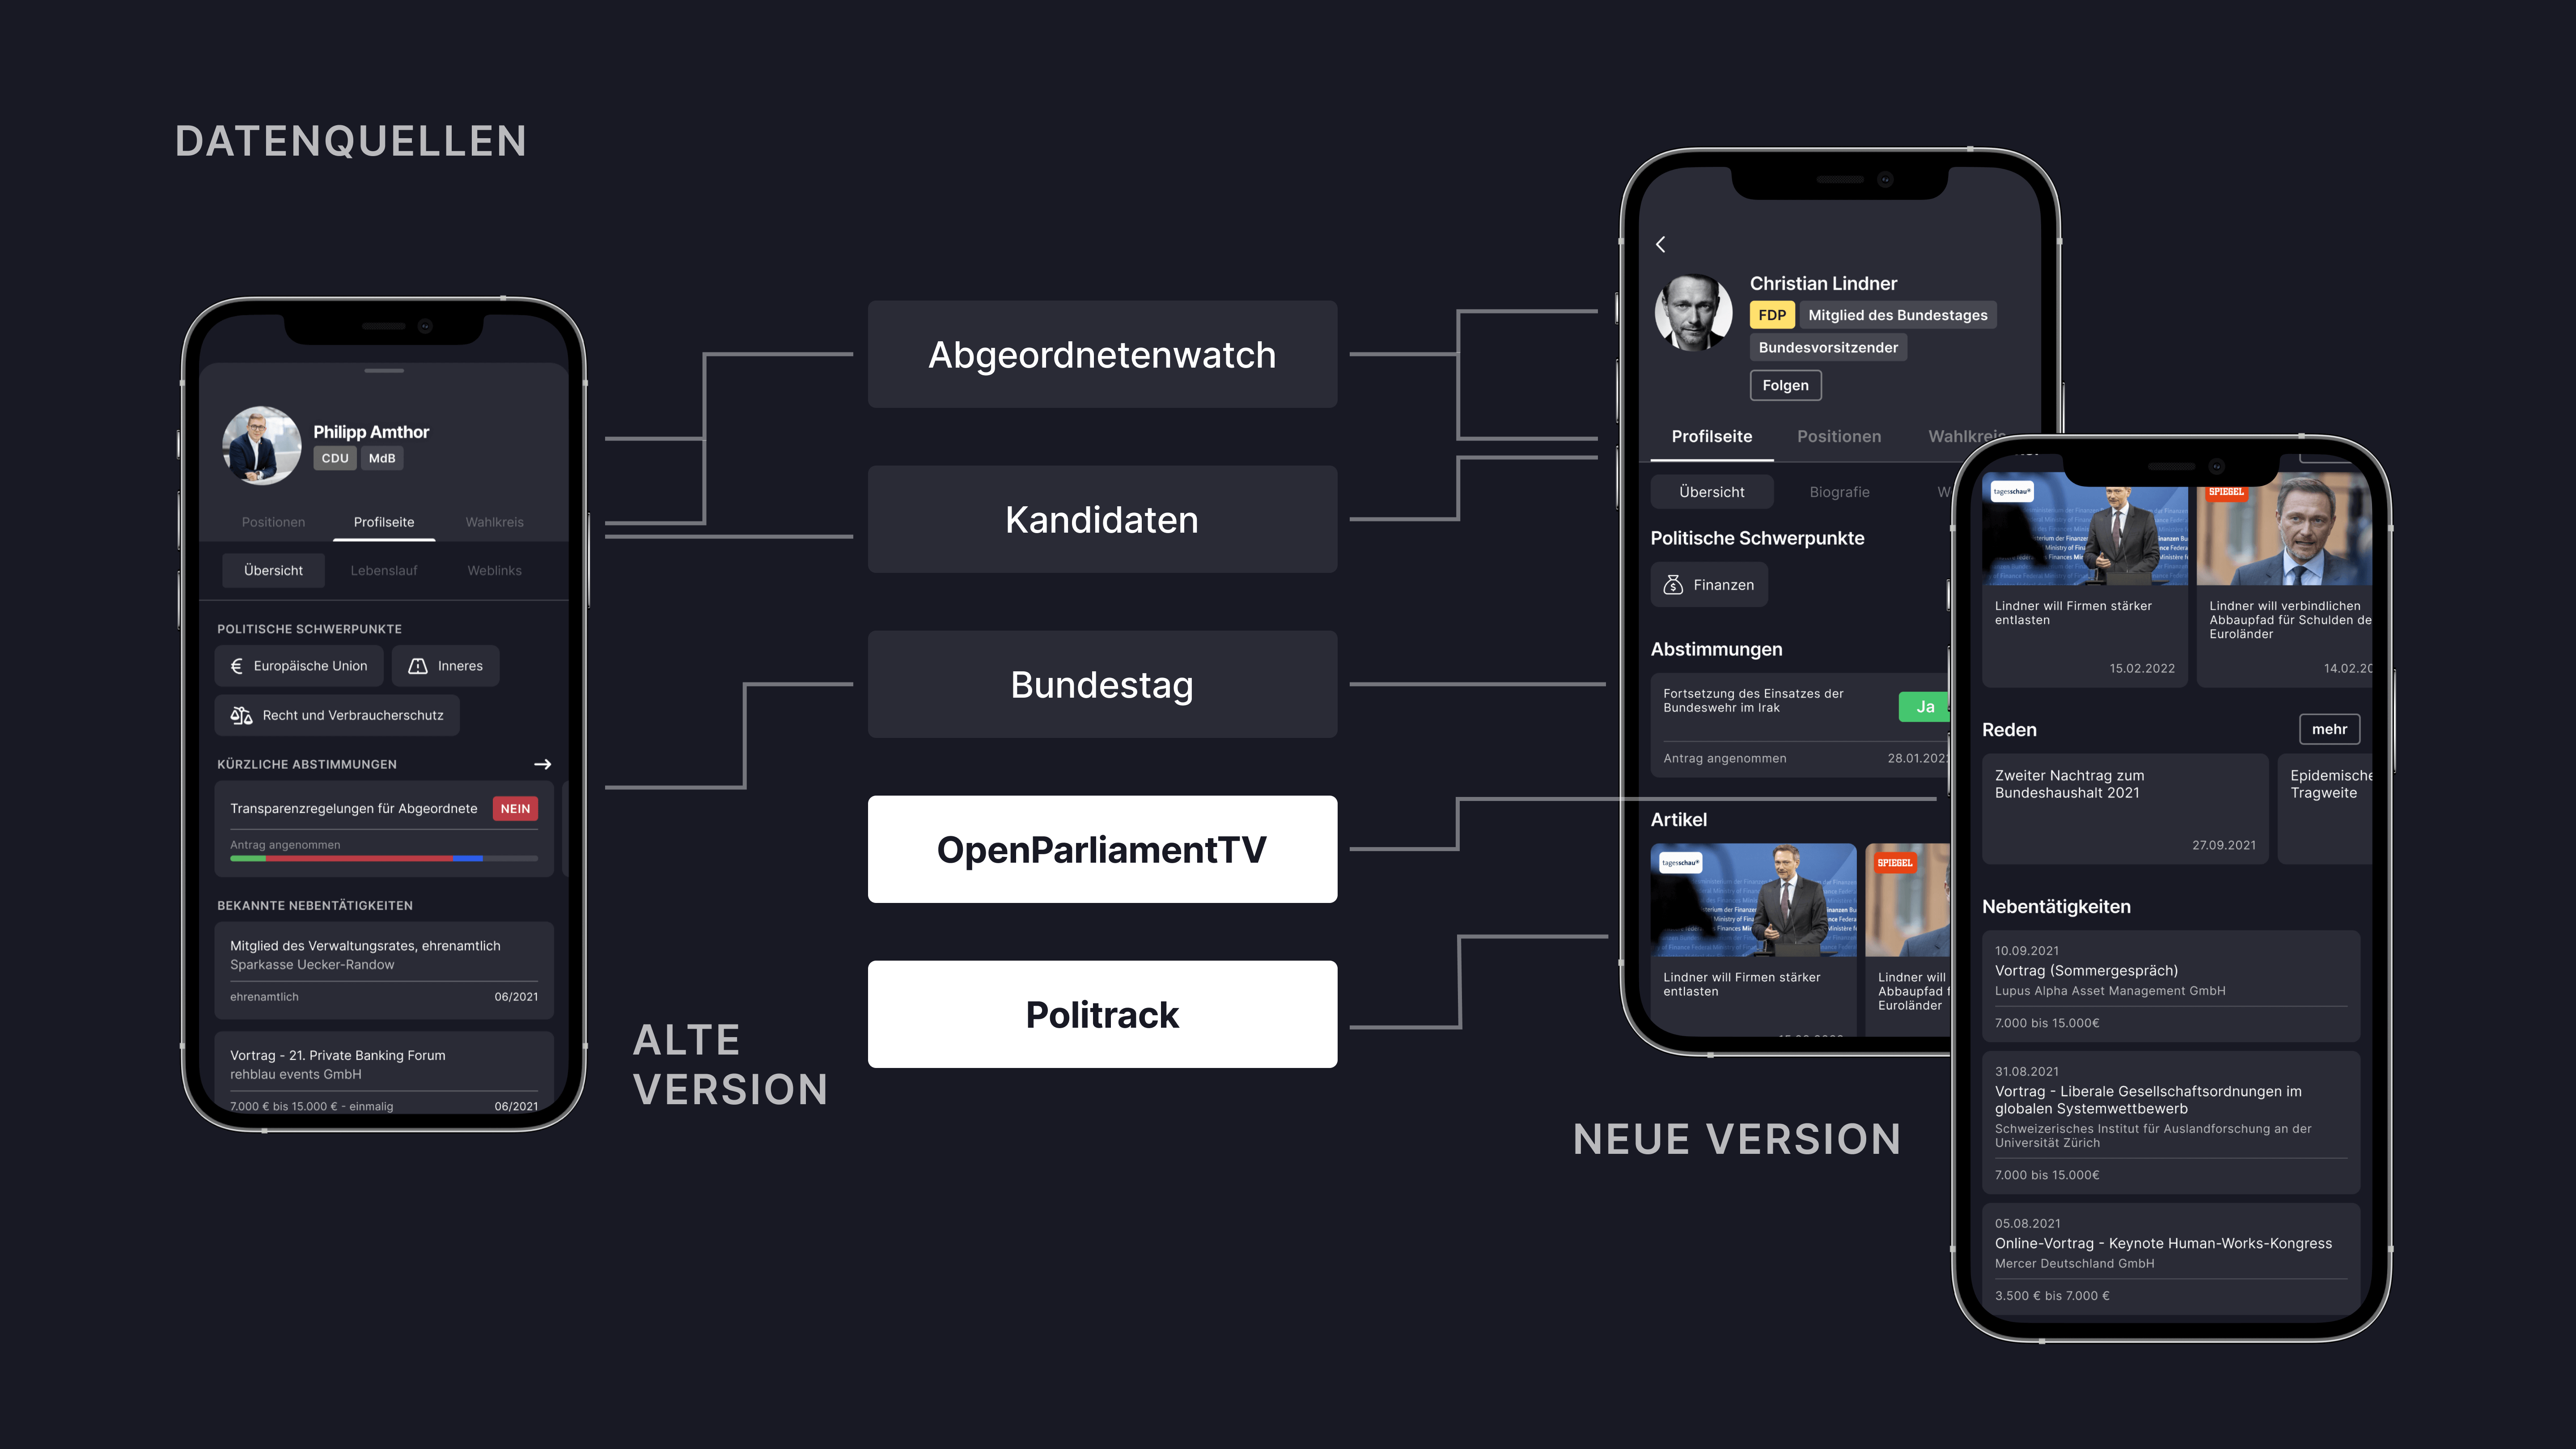 DATENQUELLEN
Philipp Amthor
CDU MdB
Positionen Profilseite Wahlkreis
Übersicht Lebenslauf Weblinks
POLITISCHE SCHWERPUNKTE
Europäische Union Inneres
Recht und Verbraucherschutz
KÜRZLICHE ABSTIMMUNGEN
Transparenzregelungen für Abgeordnete NEIN
Antrag angenommen
BEKANNTE NEBENTÄTIGKEITEN
Mitglied des Verwaltungsrates, ehrenamtlich
Sparkasse Uecker-Randow
ehrenamtlich 06/2021
Vortrag - 21. Private Banking Forum
rehblau events GmbH
7.000 € bis 15.000 € - einmalig 06/2021
ALTE
VERSION
Abgeordnetenwatch
Kandidaten
Bundestag
OpenParliamentTV
Politrack
Christian Lindner
FDP Mitglied des Bundestages
Bundesvorsitzender
Folgen
Profilseite Positionen Wahlkreis
Übersicht Biografie W
Politische Schwerpunkte
Finanzen
Abstimmungen
Fortsetzung des Einsatzes der
Bundeswehr im Irak
Ja
Antrag angenommen 28.01.202
Artikel
tagesschau SPIEGEL
Lindner will Firmen stärker
entlasten
Lindner will
Abbaupfad f
Euroländer
NEUE VERSION
tagesschau SPIEGEL
Lindner will Firmen stärker
entlasten
15.02.2022
Lindner will verbindlichen
Abbaupfad für Schulden de
Euroländer
14.02.20
Reden mehr
Zweiter Nachtrag zum
Bundeshaushalt 2021
27.09.2021
Epidemische
Tragweite
Nebentätigkeiten
10.09.2021
Vortrag (Sommergespräch)
Lupus Alpha Asset Management GmbH
7.000 bis 15.000€
31.08.2021
Vortrag - Liberale Gesellschaftsordnungen im
globalen Systemwettbewerb
Schweizerisches Institut für Auslandforschung an der
Universität Zürich
7.000 bis 15.000€
05.08.2021
Online-Vortrag - Keynote Human-Works-Kongress
Mercer Deutschland GmbH
3.500 € bis 7.000 €